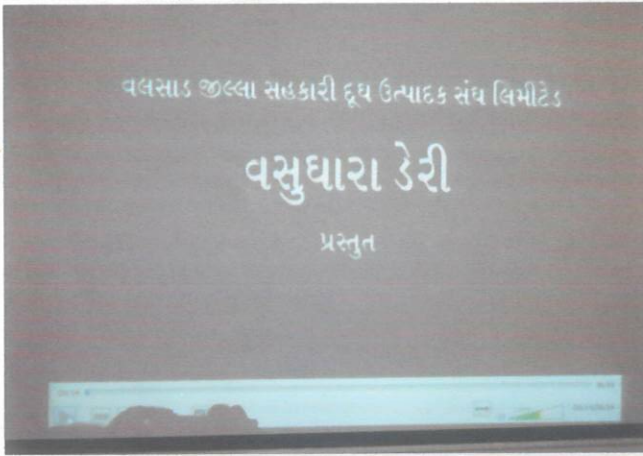 વલસાડ જીલ્લા સહકારી દૂધ ઉત્પાદક સંઘ લિમીટેડ
વસુધારા ડેરી
પ્રસ્તુત